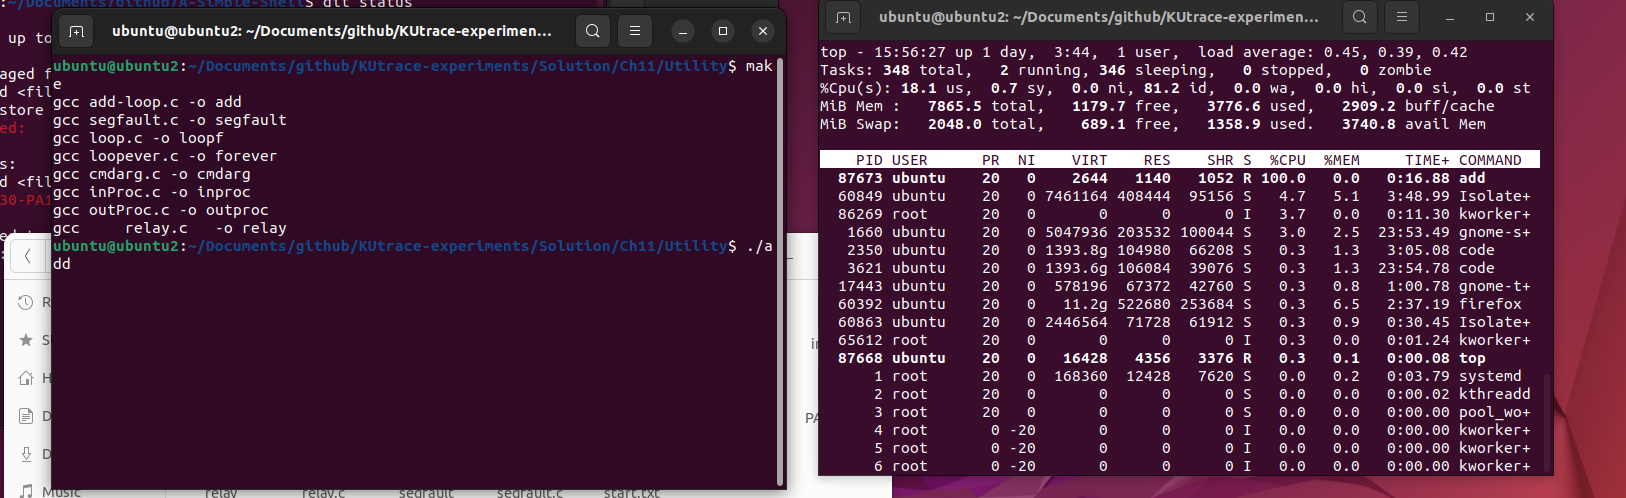 :~/Documents/github/A-Simple-Shell$ git status
up to
aged f
d <fil
store
ed:
s:
d <fil
30-PA1
ubuntu@ubuntu2: ~/Documents/github/KUtrace-experimen...
ubuntu@ubuntu2:~/Documents/github/KUtrace-experiments/Solution/Ch11/Utility$ mak
e
gcc add-loop.c -o add
gcc segfault.c -o segfault
gcc loop.c -o loopf
gcc loopever.c -o forever
gcc cmdarg.c -o cmdarg
gcc inProc.c -o inproc
gcc outProc.c -o outproc
gcc     relay.c   -o relay
ubuntu@ubuntu2:~/Documents/github/KUtrace-experiments/Solution/Ch11/Utility$ ./a
dd
R
S
H
D
D
Music
relay
relay.c
segfault
segfault.c
start.txt
in
PA
ubuntu@ubuntu2: ~/Documents/github/KUtrace-experimen...
top - 15:56:27 up 1 day,  3:44,  1 user,  load average: 0.45, 0.39, 0.42
Tasks: 348 total,   2 running, 346 sleeping,   0 stopped,   0 zombie
%Cpu(s): 18.1 us,  0.7 sy,  0.0 ni, 81.2 id,  0.0 wa,  0.0 hi,  0.0 si,  0.0 st
MiB Mem :   7865.5 total,   1179.7 free,   3776.6 used,   2909.2 buff/cache
MiB Swap:   2048.0 total,    689.1 free,   1358.9 used.   3740.8 avail Mem
PID USER      PR  NI    VIRT    RES    SHR S  %CPU  %MEM     TIME+ COMMAND
87673 ubuntu    20   0    2644   1140   1052 R 100.0   0.0   0:16.88 add
60849 ubuntu    20   0 7461164 408444  95156 S   4.7   5.1   3:48.99 Isolate+
86269 root      20   0       0      0      0 I   3.7   0.0   0:11.30 kworker+
1660 ubuntu    20   0 5047936 203532 100044 S   3.0   2.5  23:53.49 gnome-s+
2350 ubuntu    20   0 1393.8g 104980  66208 S   0.3   1.3   3:05.08 code
3621 ubuntu    20   0 1393.6g 106084  39076 S   0.3   1.3  23:54.78 code
17443 ubuntu    20   0  578196  67372  42760 S   0.3   0.8   1:00.78 gnome-t+
60392 ubuntu    20   0   11.2g 522680 253684 S   0.3   6.5   2:37.19 firefox
60863 ubuntu    20   0 2446564  71728  61912 S   0.3   0.9   0:30.45 Isolate+
65612 root      20   0       0      0      0 I   0.3   0.0   0:01.24 kworker+
87668 ubuntu    20   0   16428   4356   3376 R   0.3   0.1   0:00.08 top
1 root      20   0  168360  12428   7620 S   0.0   0.2   0:03.79 systemd
2 root      20   0       0      0      0 S   0.0   0.0   0:00.02 kthreadd
3 root      20   0       0      0      0 S   0.0   0.0   0:00.00 pool_wo+
4 root       0 -20       0      0      0 I   0.0   0.0   0:00.00 kworker+
5 root       0 -20       0      0      0 I   0.0   0.0   0:00.00 kworker+
6 root       0 -20       0      0      0 I   0.0   0.0   0:00.00 kworker+